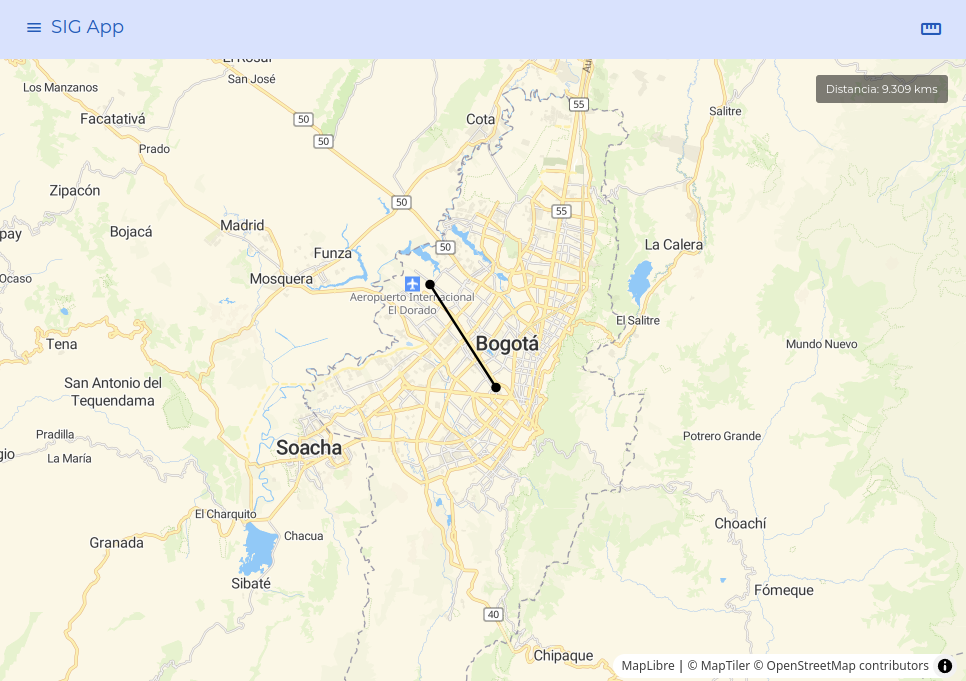 SIG App
El Rosal
San José
Los Manzanos
Distancia: 9.309 kms
Facatativá
50
Cota
55
Salitre
50
Prado
Zipacón
50
55
Madrid
Bojacá
pay
La Calera
50
Funza
Ocaso
Mosquera
Aeropuerto Internacional
El Dorado
El Salitre
Tena
Bogotá
Mundo Nuevo
San Antonio del
Tequendama
Pradilla
Potrero Grande
gio
La María
Soacha
El Charquito
Choachí
Chacua
Granada
Sibaté
Fómeque
40
Chipaque
MapLibre | © MapTiler © OpenStreetMap contributors